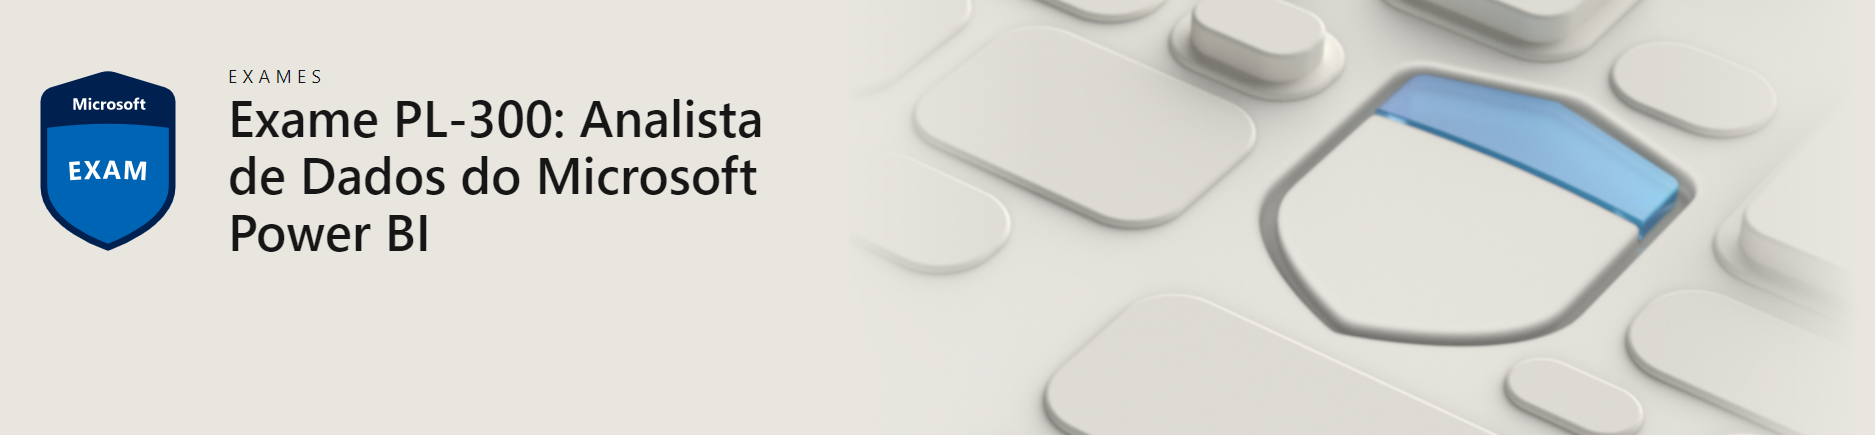 Microsoft
EXAM
EXAMES
Exame PL-300: Analista
de Dados do Microsoft
Power BI